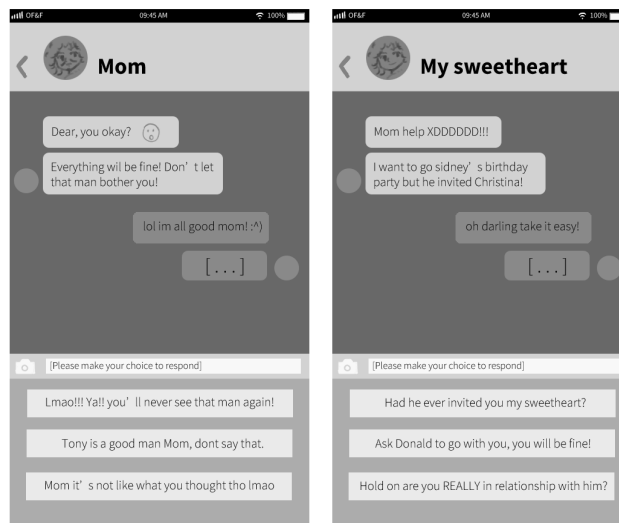 OF&F 09:45 AM 100%
Mom
Dear, you okay?
Everything wil be fine! Don't let
that man bother you!
lol im all good mom! :^)
[...]
[Please make your choice to respond]
Lmao!!! Ya!! you'll never see that man again!
Tony is a good man Mom, dont say that.
Mom it's not like what you thought tho lmao
OF&F 09:45 AM 100%
My sweetheart
Mom help XDDDDDD!!!
I want to go sidney's birthday
party but he invited Christina!
oh darling take it easy!
[...]
[Please make your choice to respond]
Had he ever invited you my sweetheart?
Ask Donald to go with you, you will be fine!
Hold on are you REALLY in relationship with him?